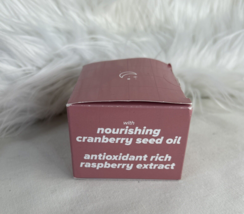 with
nourishing
cranberry seed oil
antioxidant rich
raspberry extract